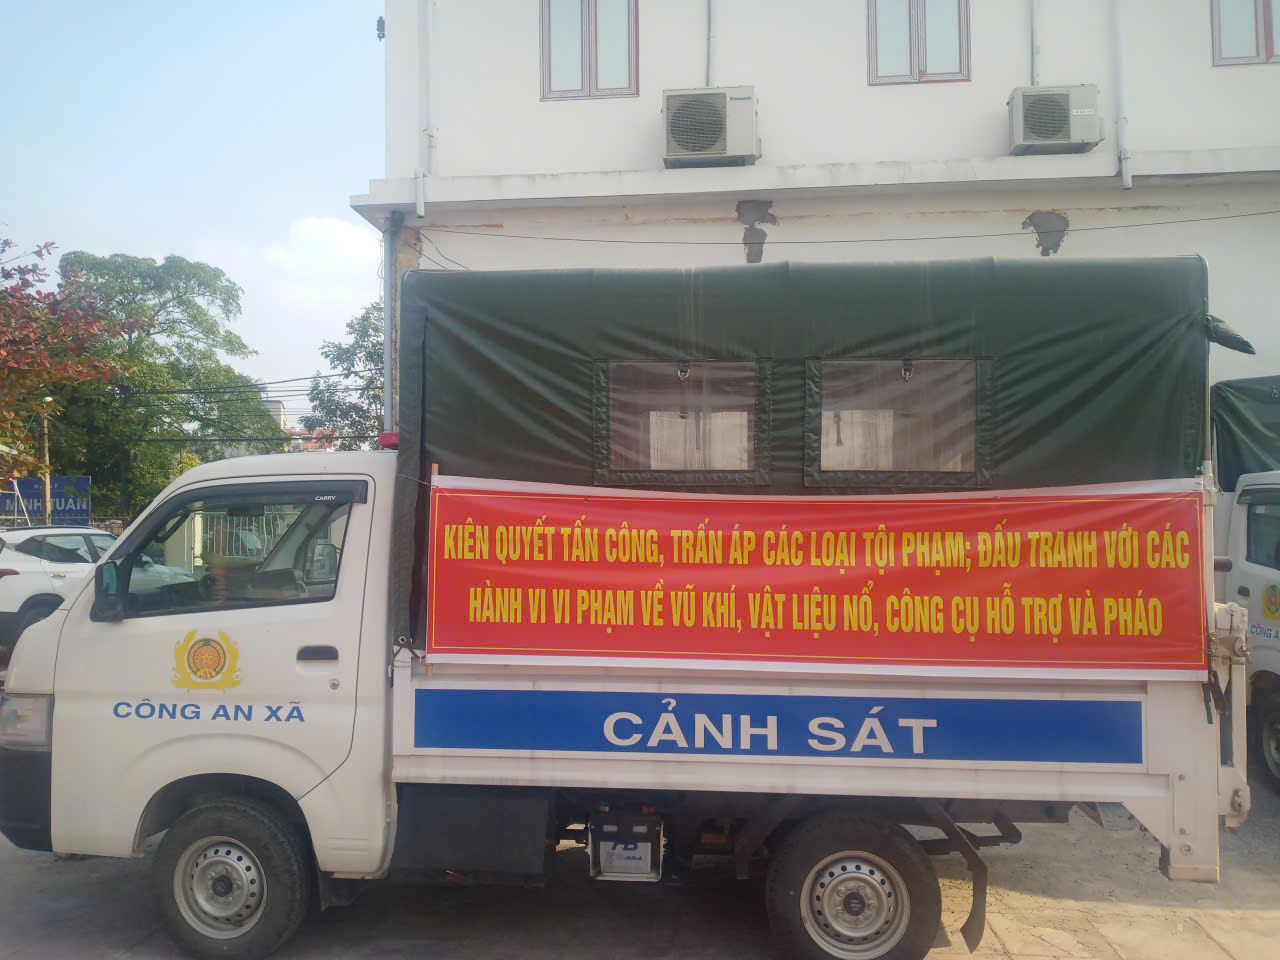 Panasonic
MINH TUẤN
CARRY
KIÊN QUYẾT TẤN CÔNG, TRẤN ÁP CÁC LOẠI TỘI PHẠM; ĐẤU TRANH VỚI CÁC
HÀNH VI VI PHẠM VỀ VŨ KHÍ, VẬT LIỆU NỔ, CÔNG CỤ HỖ TRỢ VÀ PHÁO
CÔNG AN XÃ
CẢNH SÁT
CÔNG A